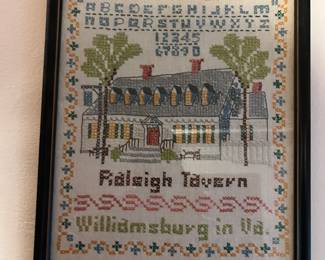 ABCDEFGHIJKLM
NOPQRSTUVWXYZ
12345
67890
Raleigh Tavern
Williamsburg in Va.